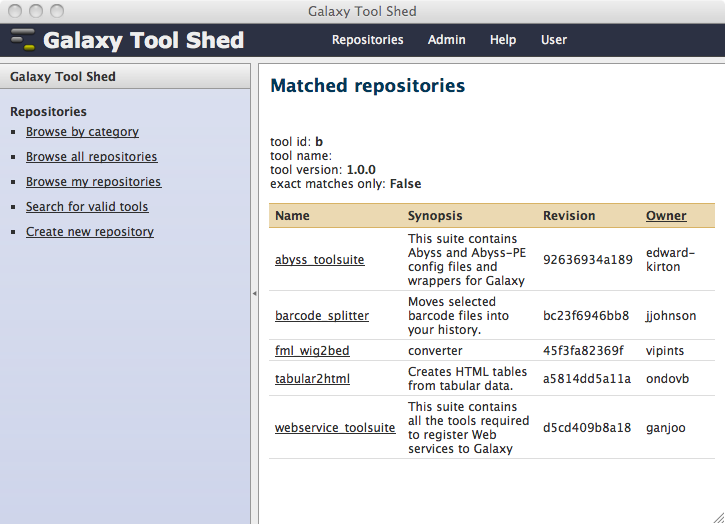 Galaxy Tool Shed
Galaxy Tool Shed
Repositories Admin Help User
Galaxy Tool Shed
Repositories
Browse by category
Browse all repositories
Browse my repositories
Search for valid tools
Create new repository
Matched repositories
tool id: b
tool name:
tool version: 1.0.0
exact matches only: False
Name Synopsis Revision Owner
abyss_toolsuite
This suite contains
Abyss and Abyss-PE
config files and
wrappers for Galaxy
92636934a189
edward-
kirton
barcode_splitter
Moves selected
barcode files into
your history.
bc23f6946bb8
jjohnson
fml_wig2bed converter 45f3fa82369f vipints
tabular2html
Creates HTML tables
from tabular data.
a5814dd5a11a
ondovb
webservice_toolsuite
This suite contains
all the tools required
to register Web
services to Galaxy
d5cd409b8a18
ganjoo